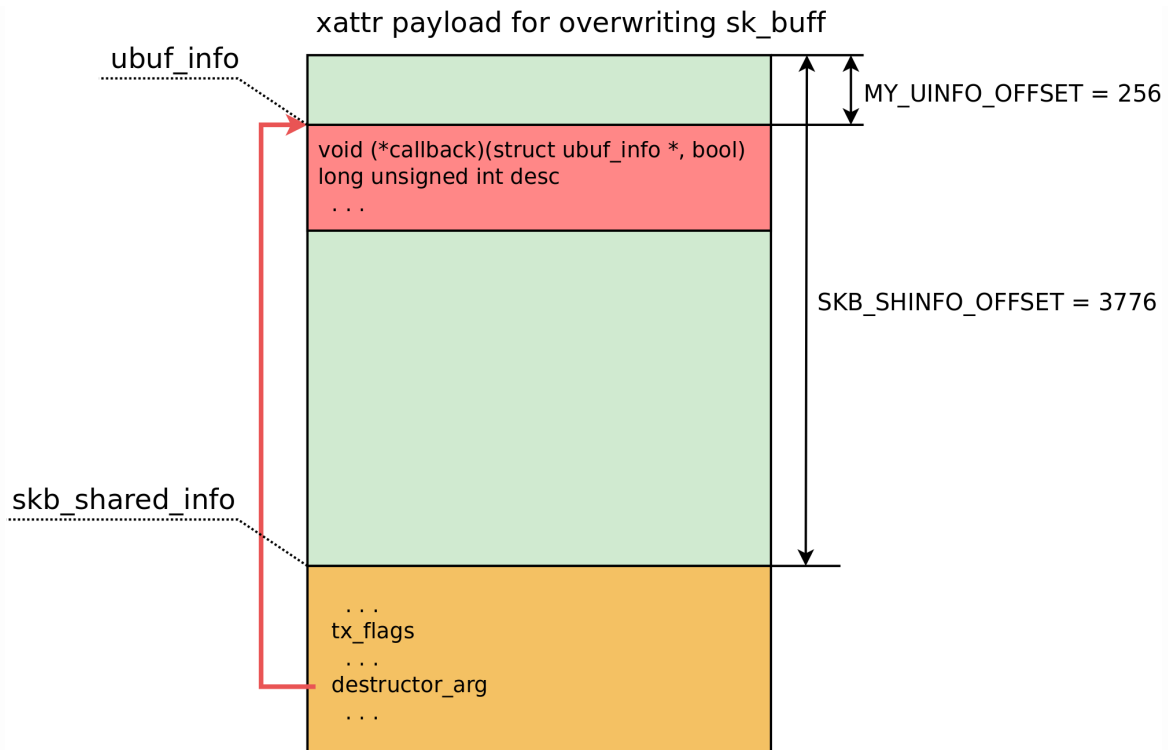 xattr payload for overwriting sk_buff
ubuf_info
MY_UINFO_OFFSET = 256
void (*callback)(struct ubuf_info *, bool)
long unsigned int desc
. . .
SKB_SHINFO_OFFSET = 3776
skb_shared_info
. . .
tx_flags
. . .
destructor_arg
. . .